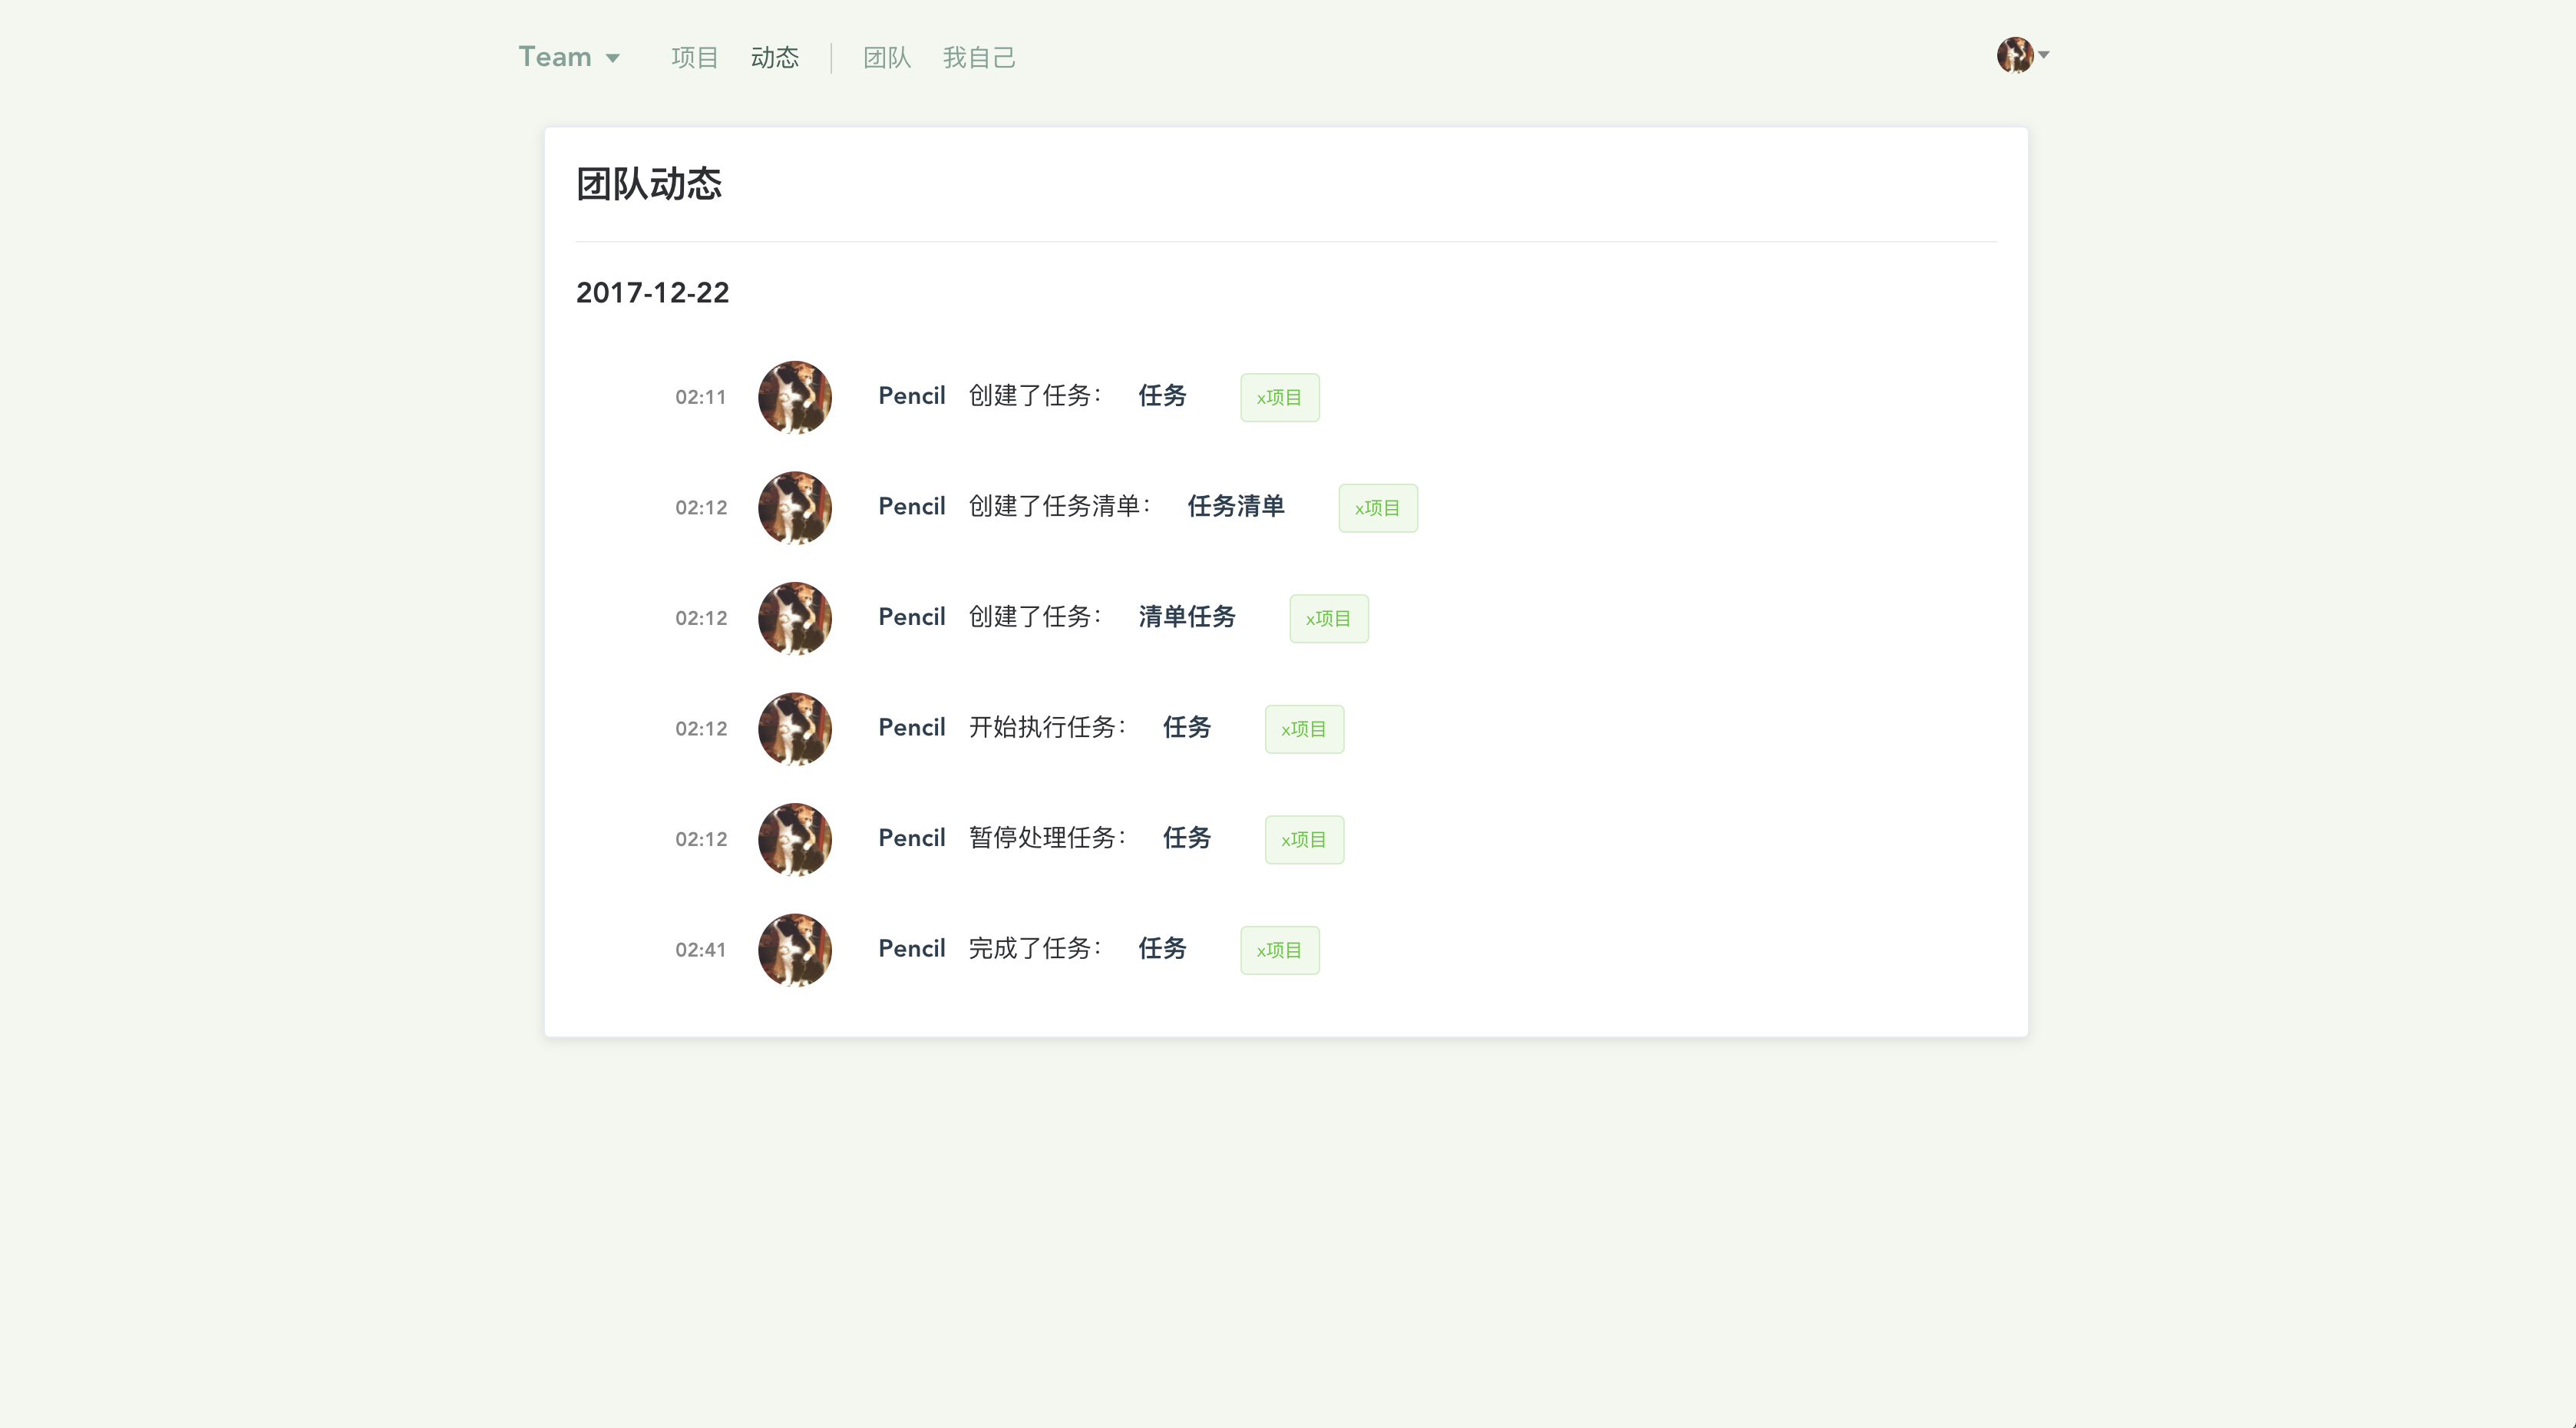 Team 项目 动态 团队 我自己
团队动态
2017-12-22
02:11 Pencil 创建了任务： 任务 x项目
02:12 Pencil 创建了任务清单： 任务清单 x项目
02:12 Pencil 创建了任务： 清单任务 x项目
02:12 Pencil 开始执行任务： 任务 x项目
02:12 Pencil 暂停处理任务： 任务 x项目
02:41 Pencil 完成了任务： 任务 x项目